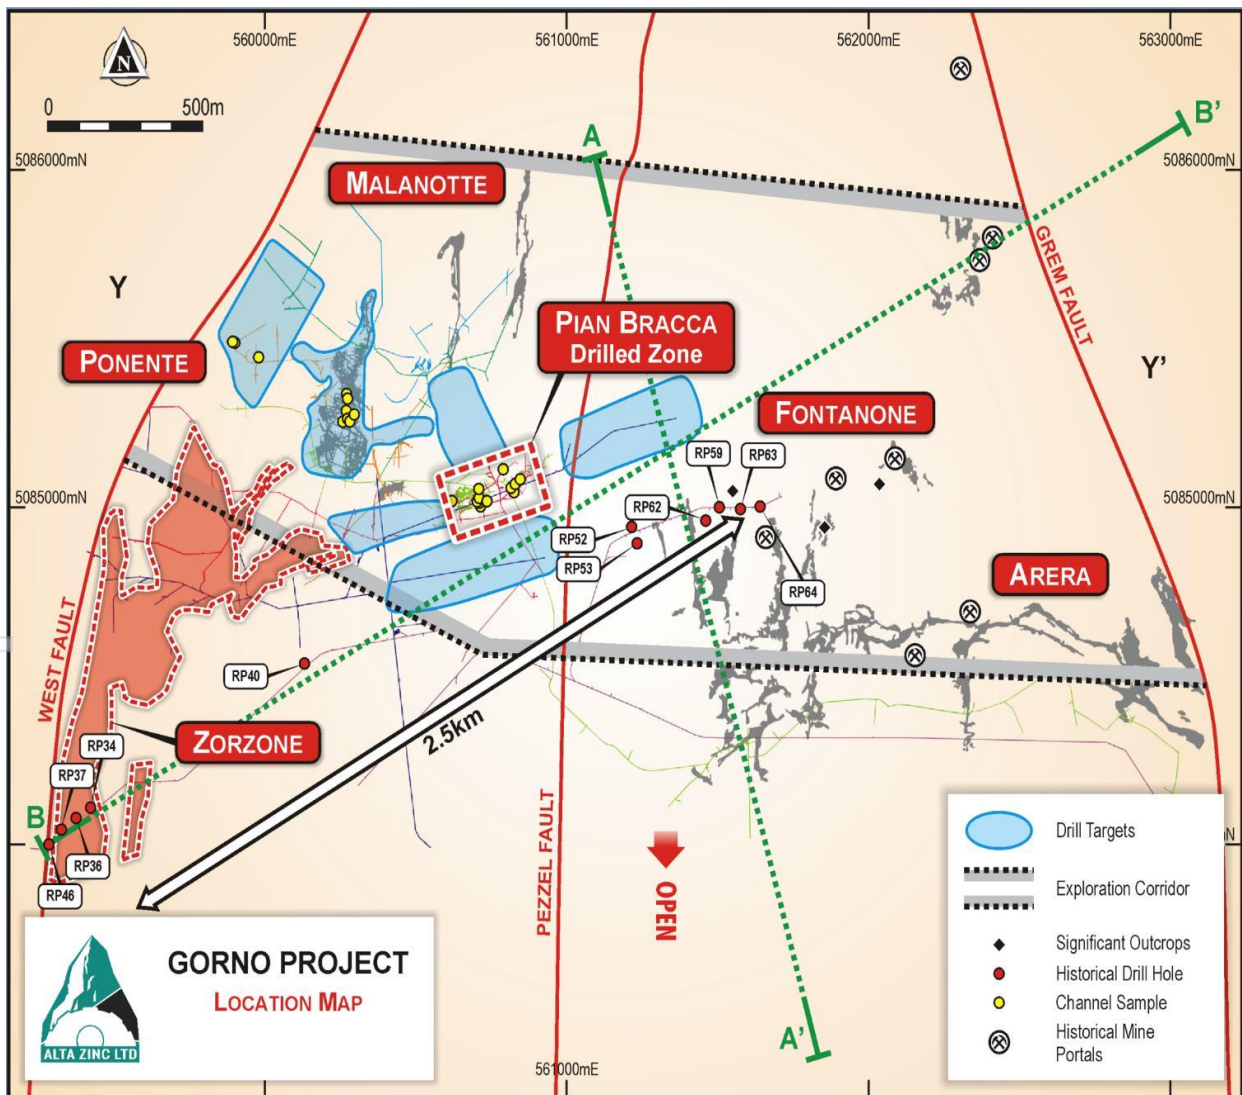 560000mE
561000mE
562000mE
563000mE
N
0
500m
B'
A
5086000mN
5086000mN
MALANOTTE
GREM FAULT
Y
PIAN BRACCA
Drilled Zone
PONENTE
Y'
FONTANONE
RP59
RP63
5085000mN
RP62
5085000mN
RP52
RP53
ARERA
RP64
WEST FAULT
RP40
2.5km
ZORZONE
RP34
RP37
B
RP36
RP46
PEZZEL FAULT
OPEN
A'
561000mE
GORNO PROJECT
LOCATION MAP
ALTA ZINC LTD
Drill Targets
Exploration Corridor
Significant Outcrops
Historical Drill Hole
Channel Sample
Historical Mine
Portals